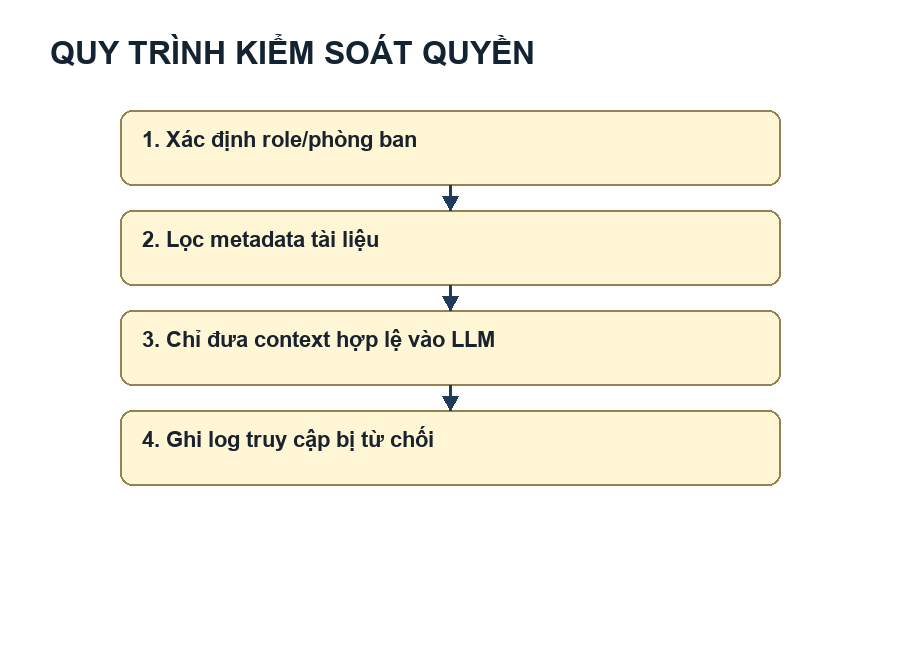 QUY TRÌNH KIỂM SOÁT QUYỀN
1. Xác định role/phòng ban
2. Lọc metadata tài liệu
3. Chỉ đưa context hợp lệ vào LLM
4. Ghi log truy cập bị từ chối